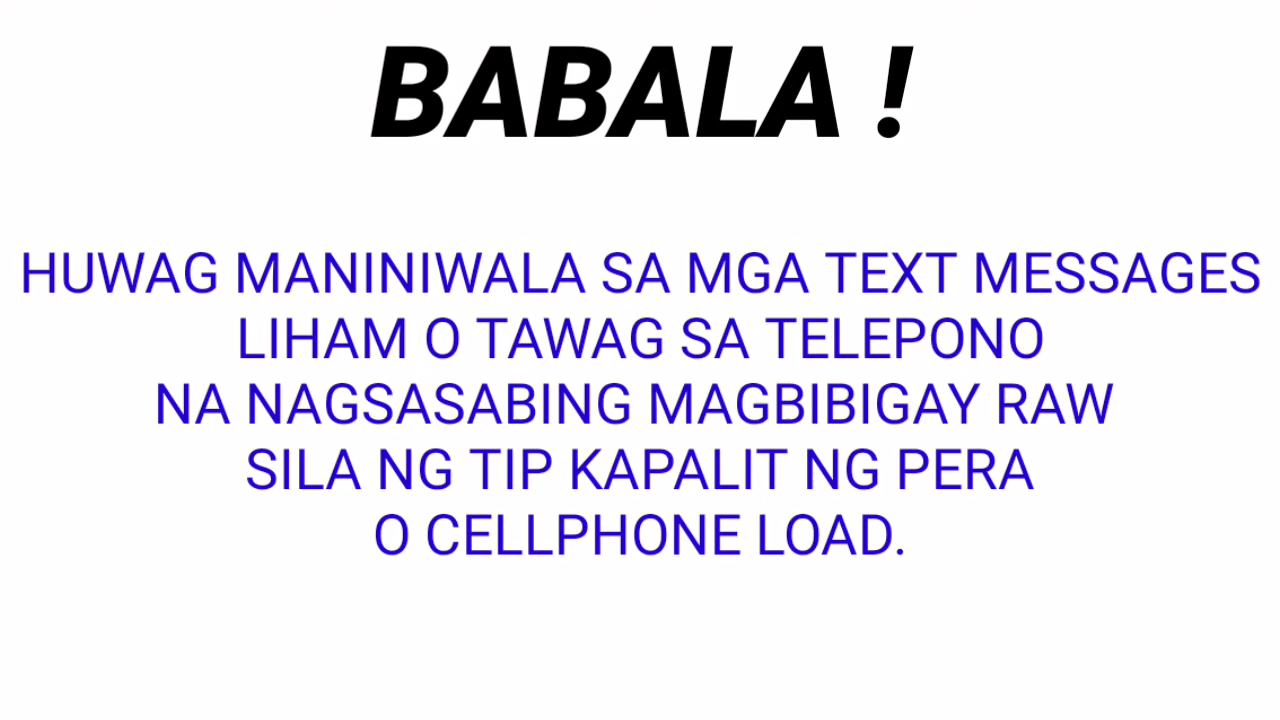 BABALA !
HUWAG MANINIWALA SA MGA TEXT MESSAGES
LIHAM O TAWAG SA TELEPONO
NA NAGSASABING MAGBIBIGAY RAW
SILA NG TIP KAPALIT NG PERA
O CELLPHONE LOAD.